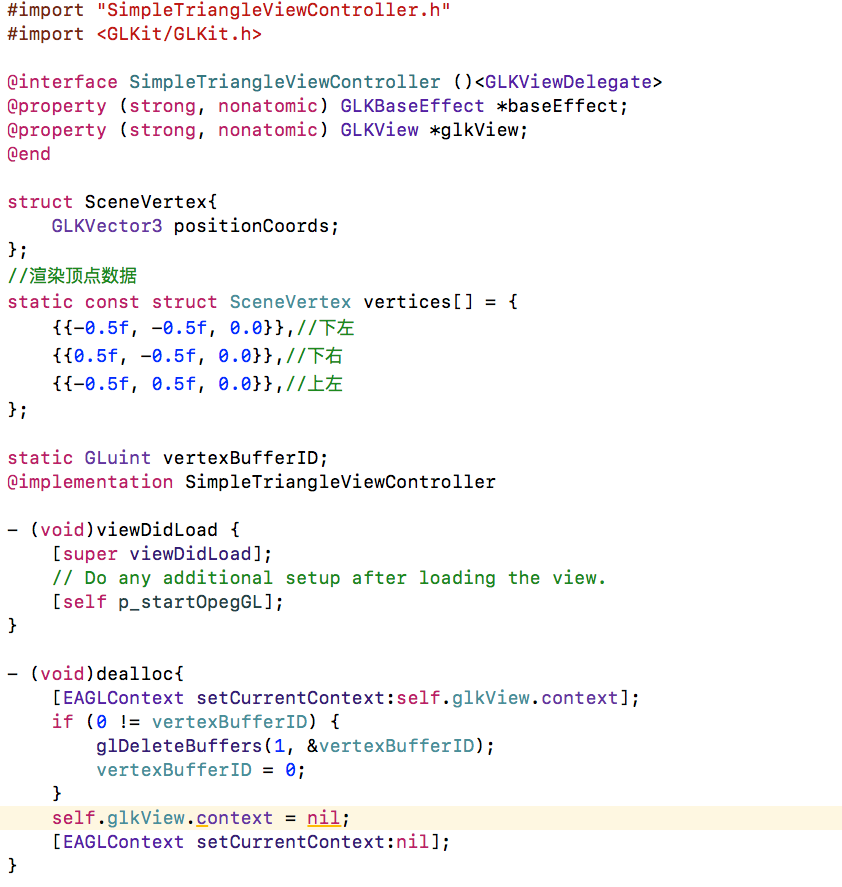 #import "SimpleTriangleViewController.h"
#import <GLKit/GLKit.h>
@interface SimpleTriangleViewController ()<GLKViewDelegate>
@property (strong, nonatomic) GLKBaseEffect *baseEffect;
@property (strong, nonatomic) GLKView *glkView;
@end
struct SceneVertex{
    GLKVector3 positionCoords;
};
//渲染顶点数据
static const struct SceneVertex vertices[] = {
    {{-0.5f, -0.5f, 0.0}},//下左
    {{0.5f, -0.5f, 0.0}},//下右
    {{-0.5f, 0.5f, 0.0}},//上左
};
static GLuint vertexBufferID;
@implementation SimpleTriangleViewController
- (void)viewDidLoad {
    [super viewDidLoad];
    // Do any additional setup after loading the view.
    [self p_startOpegGL];
}
- (void)dealloc{
    [EAGLContext setCurrentContext:self.glkView.context];
    if (0 != vertexBufferID) {
        glDeleteBuffers(1, &vertexBufferID);
        vertexBufferID = 0;
    }
    self.glkView.context = nil;
    [EAGLContext setCurrentContext:nil];
}